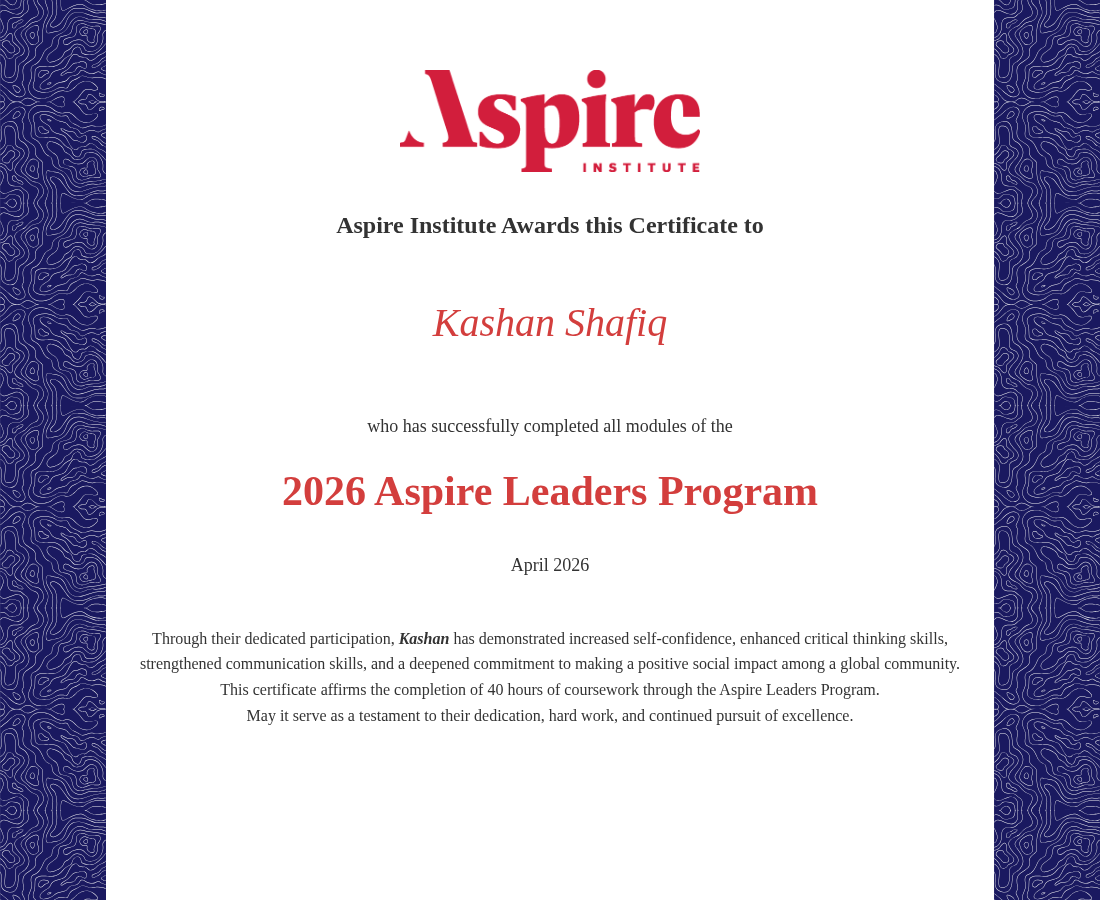 Aspire
INSTITUTE
Aspire Institute Awards this Certificate to
Kashan Shafiq
who has successfully completed all modules of the
2026 Aspire Leaders Program
April 2026
Through their dedicated participation, Kashan has demonstrated increased self-confidence, enhanced critical thinking skills,
strengthened communication skills, and a deepened commitment to making a positive social impact among a global community.
This certificate affirms the completion of 40 hours of coursework through the Aspire Leaders Program.
May it serve as a testament to their dedication, hard work, and continued pursuit of excellence.